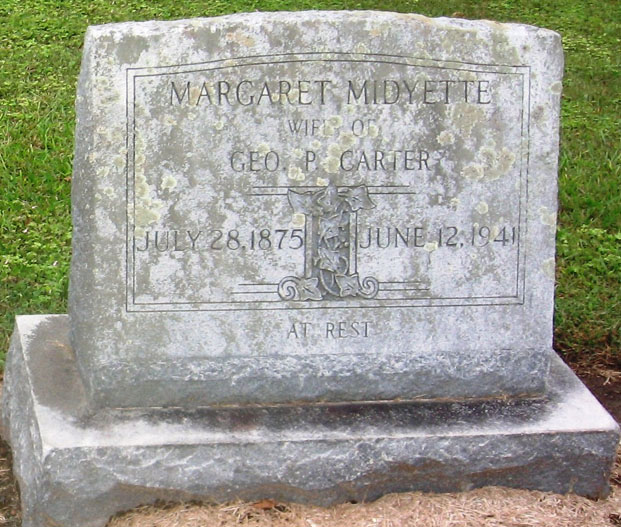 MARGARET MIDYETTE
WIFE OF
GEO. P. CARTER
JULY 28, 1875 JUNE 12, 1941
AT REST